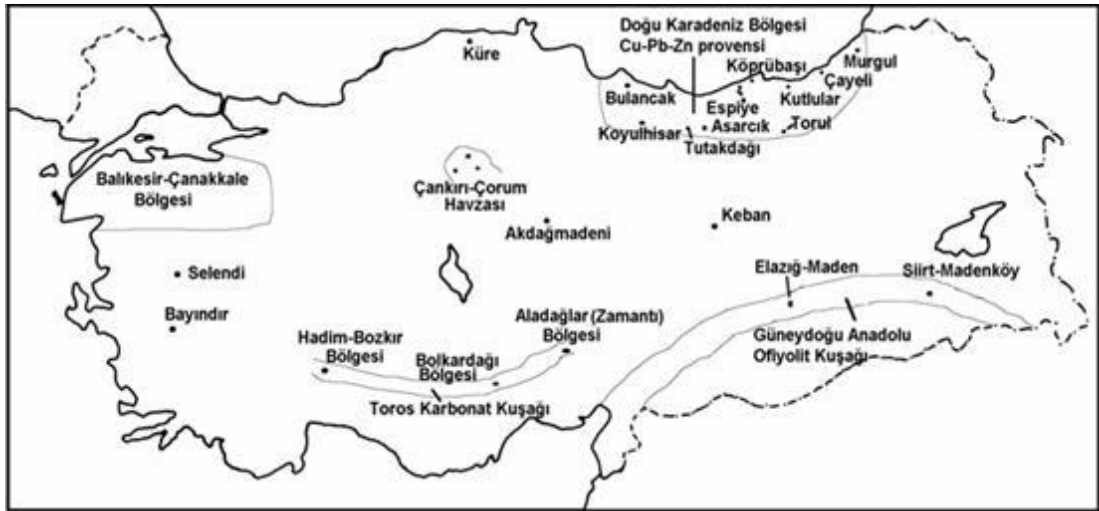 Doğu Karadeniz Bölgesi
Cu-Pb-Zn provensi
Küre
Köprübaşı
Murgul
Çayeli
Bulancak
Espiye
Kutlular
Koyulhisar
Asarcık
Torul
Tutakdağı
Balıkesir-Çanakkale
Bölgesi
Çankırı-Çorum
Havzası
Akdağmadeni
Keban
Selendi
Elazığ-Maden
Siirt-Madenköy
Bayındır
Aladağlar (Zamantı)
Bölgesi
Hadim-Bozkır
Bölgesi
Bolkardağı
Bölgesi
Güneydoğu Anadolu
Ofiyolit Kuşağı
Toros Karbonat Kuşağı